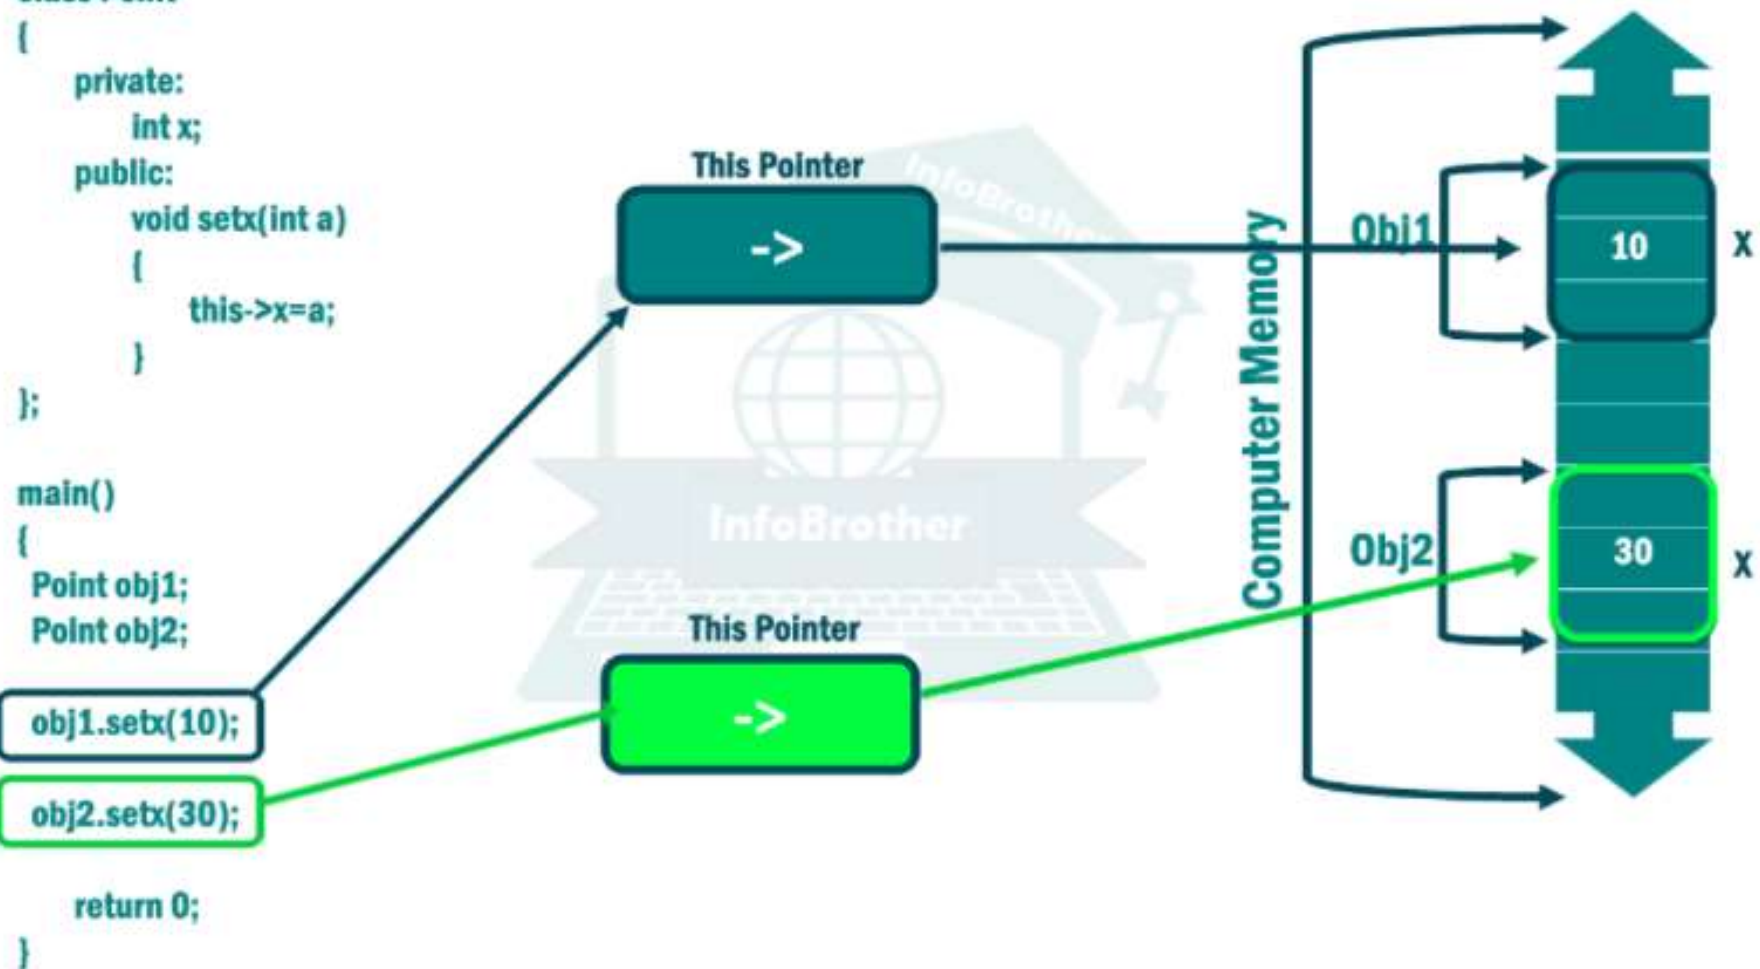 {
private:
int x;
public:
void setx(int a)
{
this->x=a;
}
};
main()
{
Point obj1;
Point obj2;
obj1.setx(10);
obj2.setx(30);
return 0;
}
This Pointer
->
This Pointer
->
InfoBrother
InfoBrother
Computer Memory
Obj1
10
X
Obj2
30
X